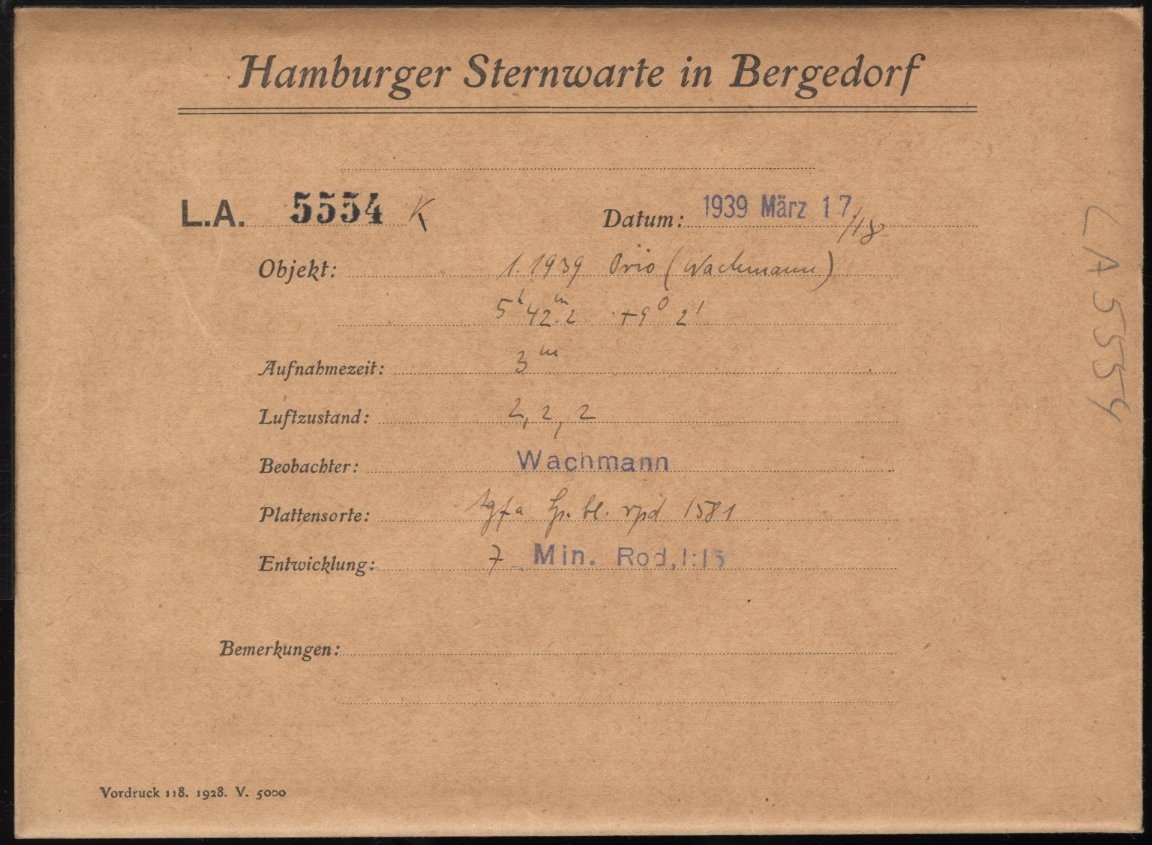 Hamburger Sternwarte in Bergedorf
L.A. 5554 K Datum: 1939 März 17./18
Objekt: 1.1939 Orio (Wachmann)
5h 42m.2 +9° 2'
Aufnahmezeit: 3m
Luftzustand: 2, 2, 2
Beobachter: Wachmann
Plattensorte: Agfa bl. rpd 1581
Entwicklung: 7 Min. Rod. 1:15
Bemerkungen:
Vordruck 118. 1928. V. 5000
LA 5554